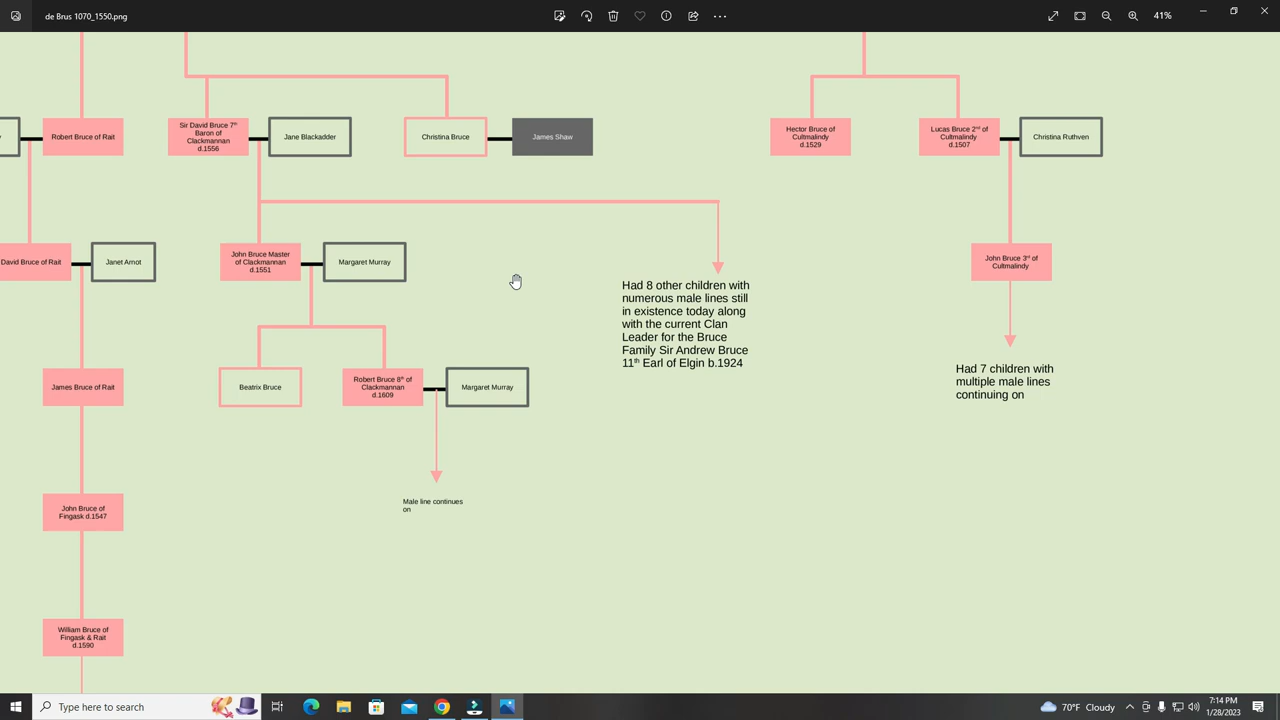 de Brus 1070_1550.png
41%
y
Robert Bruce of Rait
Sir David Bruce 7th
Baron of
Clackmannan
d.1556
Jane Blackadder
Christina Bruce
James Shaw
Hector Bruce of
Cultmalindy
d.1529
Lucas Bruce 2nd of
Cultmalindy
d.1507
Christina Ruthven
David Bruce of Rait
Janet Arnot
John Bruce Master
of Clackmannan
d.1551
Margaret Murray
Had 8 other children with
numerous male lines still
in existence today along
with the current Clan
Leader for the Bruce
Family Sir Andrew Bruce
11th Earl of Elgin b.1924
John Bruce 3rd of
Cultmalindy
Had 7 children with
multiple male lines
continuing on
James Bruce of Rait
Beatrix Bruce
Robert Bruce 8th of
Clackmannan
d.1609
Margaret Murray
Male line continues
on
John Bruce of
Fingask d.1547
William Bruce of
Fingask & Rait
d.1590
Type here to search
70°F Cloudy
7:14 PM
1/28/2023